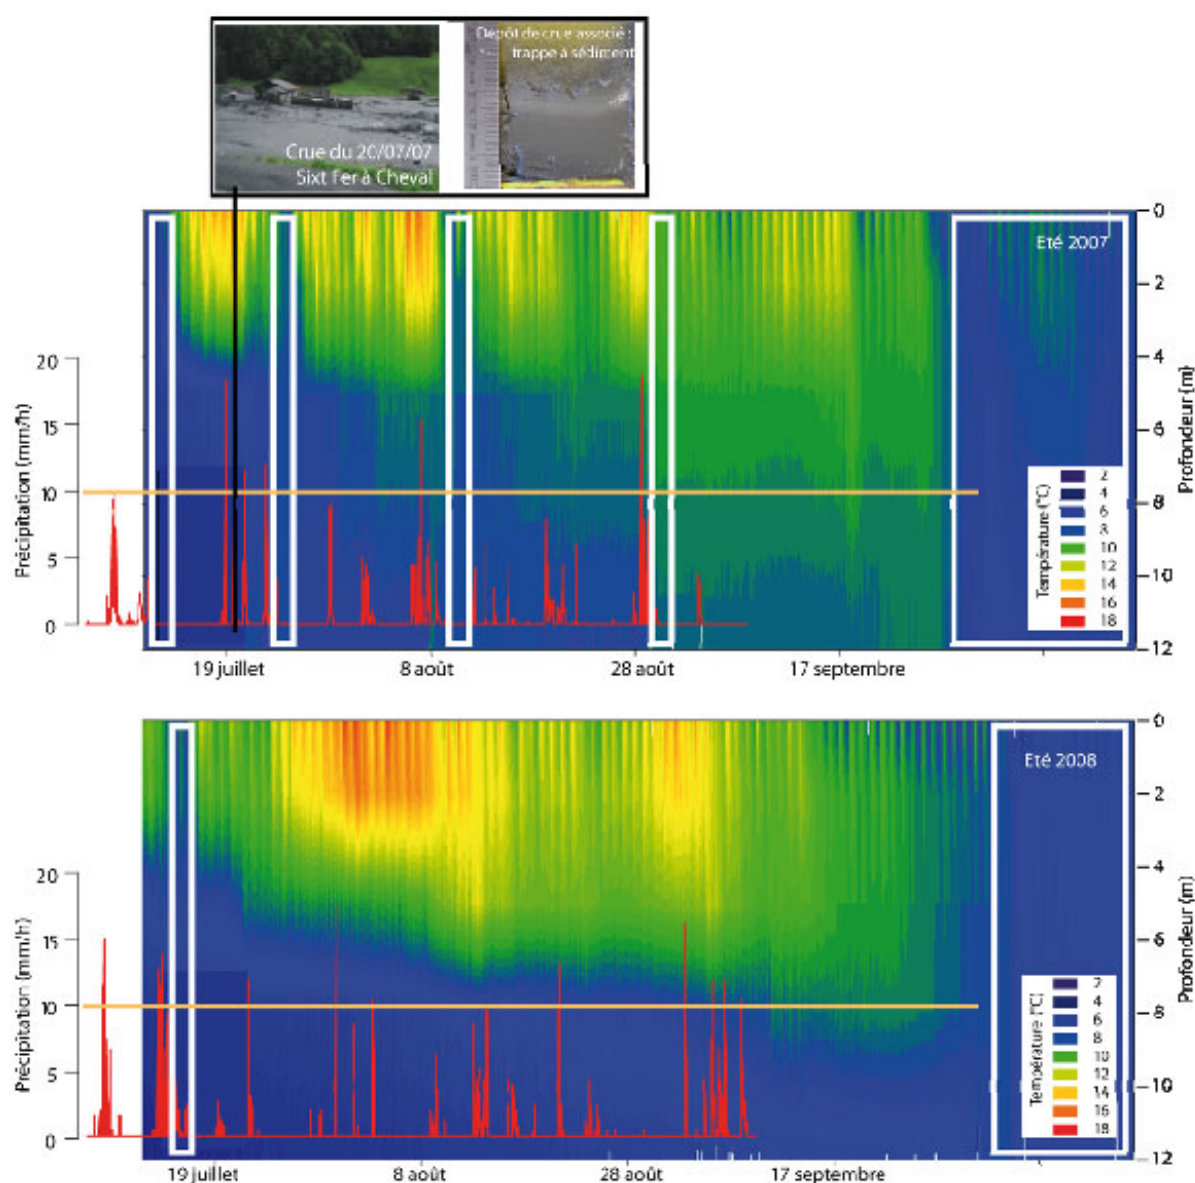 Dépôt de crue associé :
trappe à sédiment
Crue du 20/07/07
Sixt Fer à Cheval
Eté 2007
0
2
4
6
8
10
12
Profondeur (m)
20
15
10
5
0
Précipitation (mm/h)
Température (°C)
2
4
6
8
10
12
14
16
18
19 juillet
8 août
28 août
17 septembre
Eté 2008
0
2
4
6
8
10
12
Profondeur (m)
20
15
10
5
0
Précipitation (mm/h)
Température (°C)
2
4
6
8
10
12
14
16
18
19 juillet
8 août
28 août
17 septembre